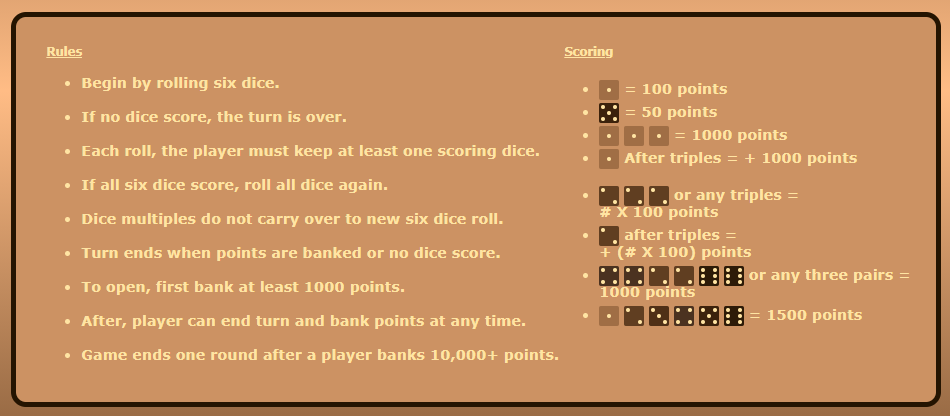 Rules
Begin by rolling six dice.
If no dice score, the turn is over.
Each roll, the player must keep at least one scoring dice.
If all six dice score, roll all dice again.
Dice multiples do not carry over to new six dice roll.
Turn ends when points are banked or no dice score.
To open, first bank at least 1000 points.
After, player can end turn and bank points at any time.
Game ends one round after a player banks 10,000+ points.
Scoring
= 100 points
= 50 points
= 1000 points
After triples = + 1000 points
or any triples =
# X 100 points
after triples =
+ (# X 100) points
or any three pairs =
1000 points
= 1500 points